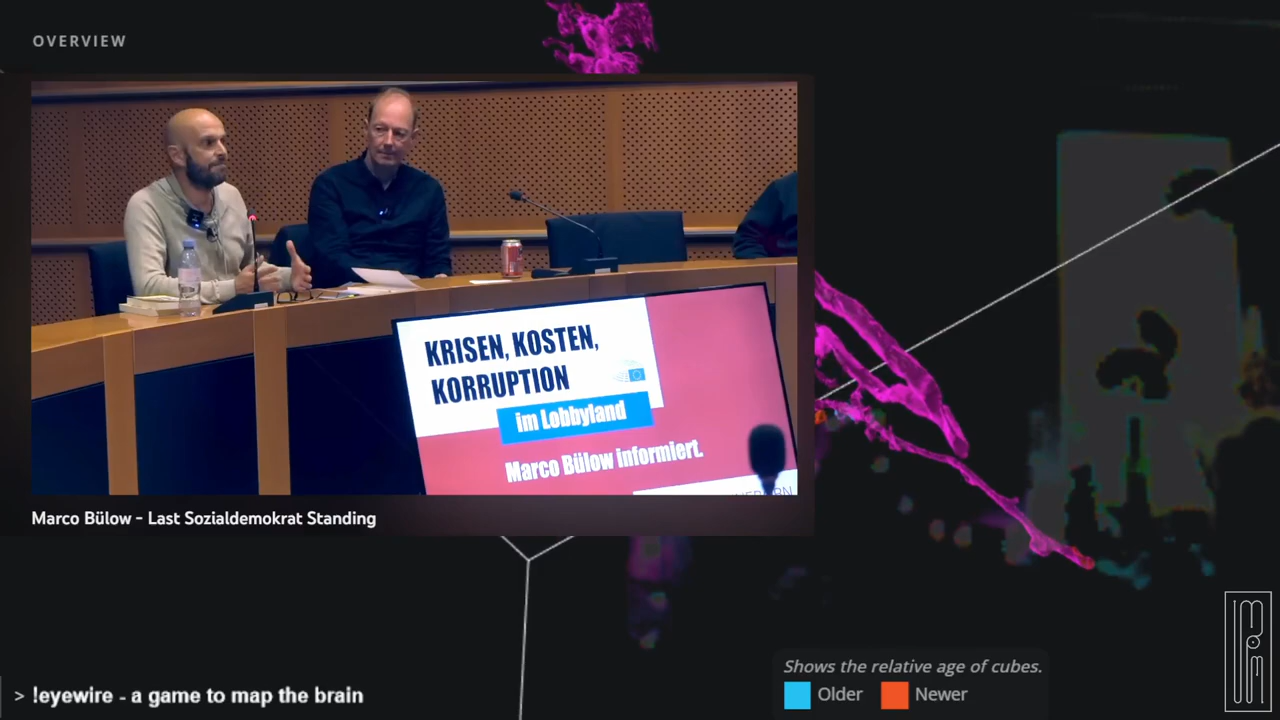 OVERVIEW
KRISEN, KOSTEN,
KORRUPTION
im Lobbyland
Marco Bülow informiert.
Marco Bülow - Last Sozialdemokrat Standing
Shows the relative age of cubes.
Older Newer
> !eyewire - a game to map the brain